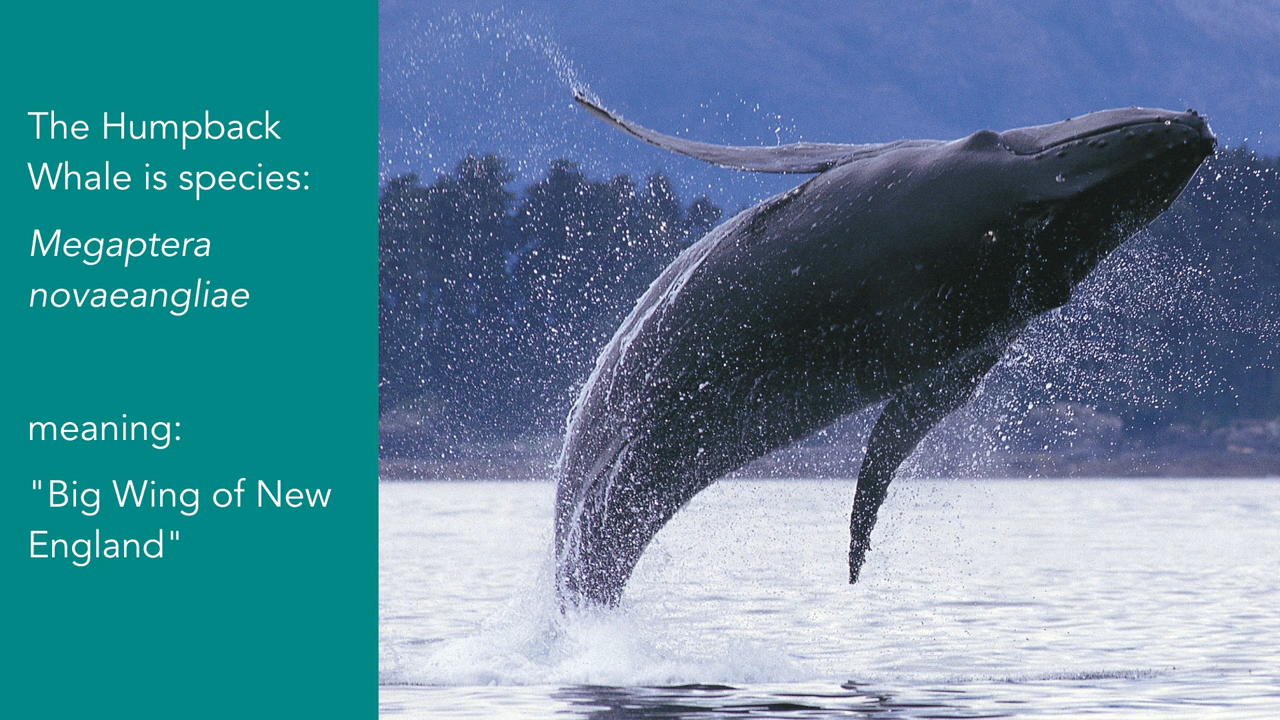 The Humpback
Whale is species:
Megaptera
novaeangliae
meaning:
"Big Wing of New
England"